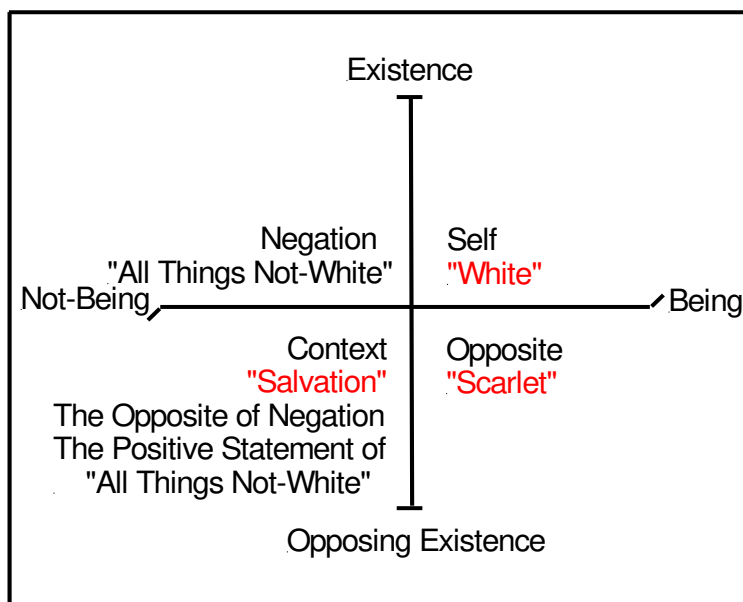 Existence
Negation
Self
"All Things Not-White"
"White"
Not-Being
Being
Context
Opposite
"Salvation"
"Scarlet"
The Opposite of Negation
The Positive Statement of
"All Things Not-White"
Opposing Existence